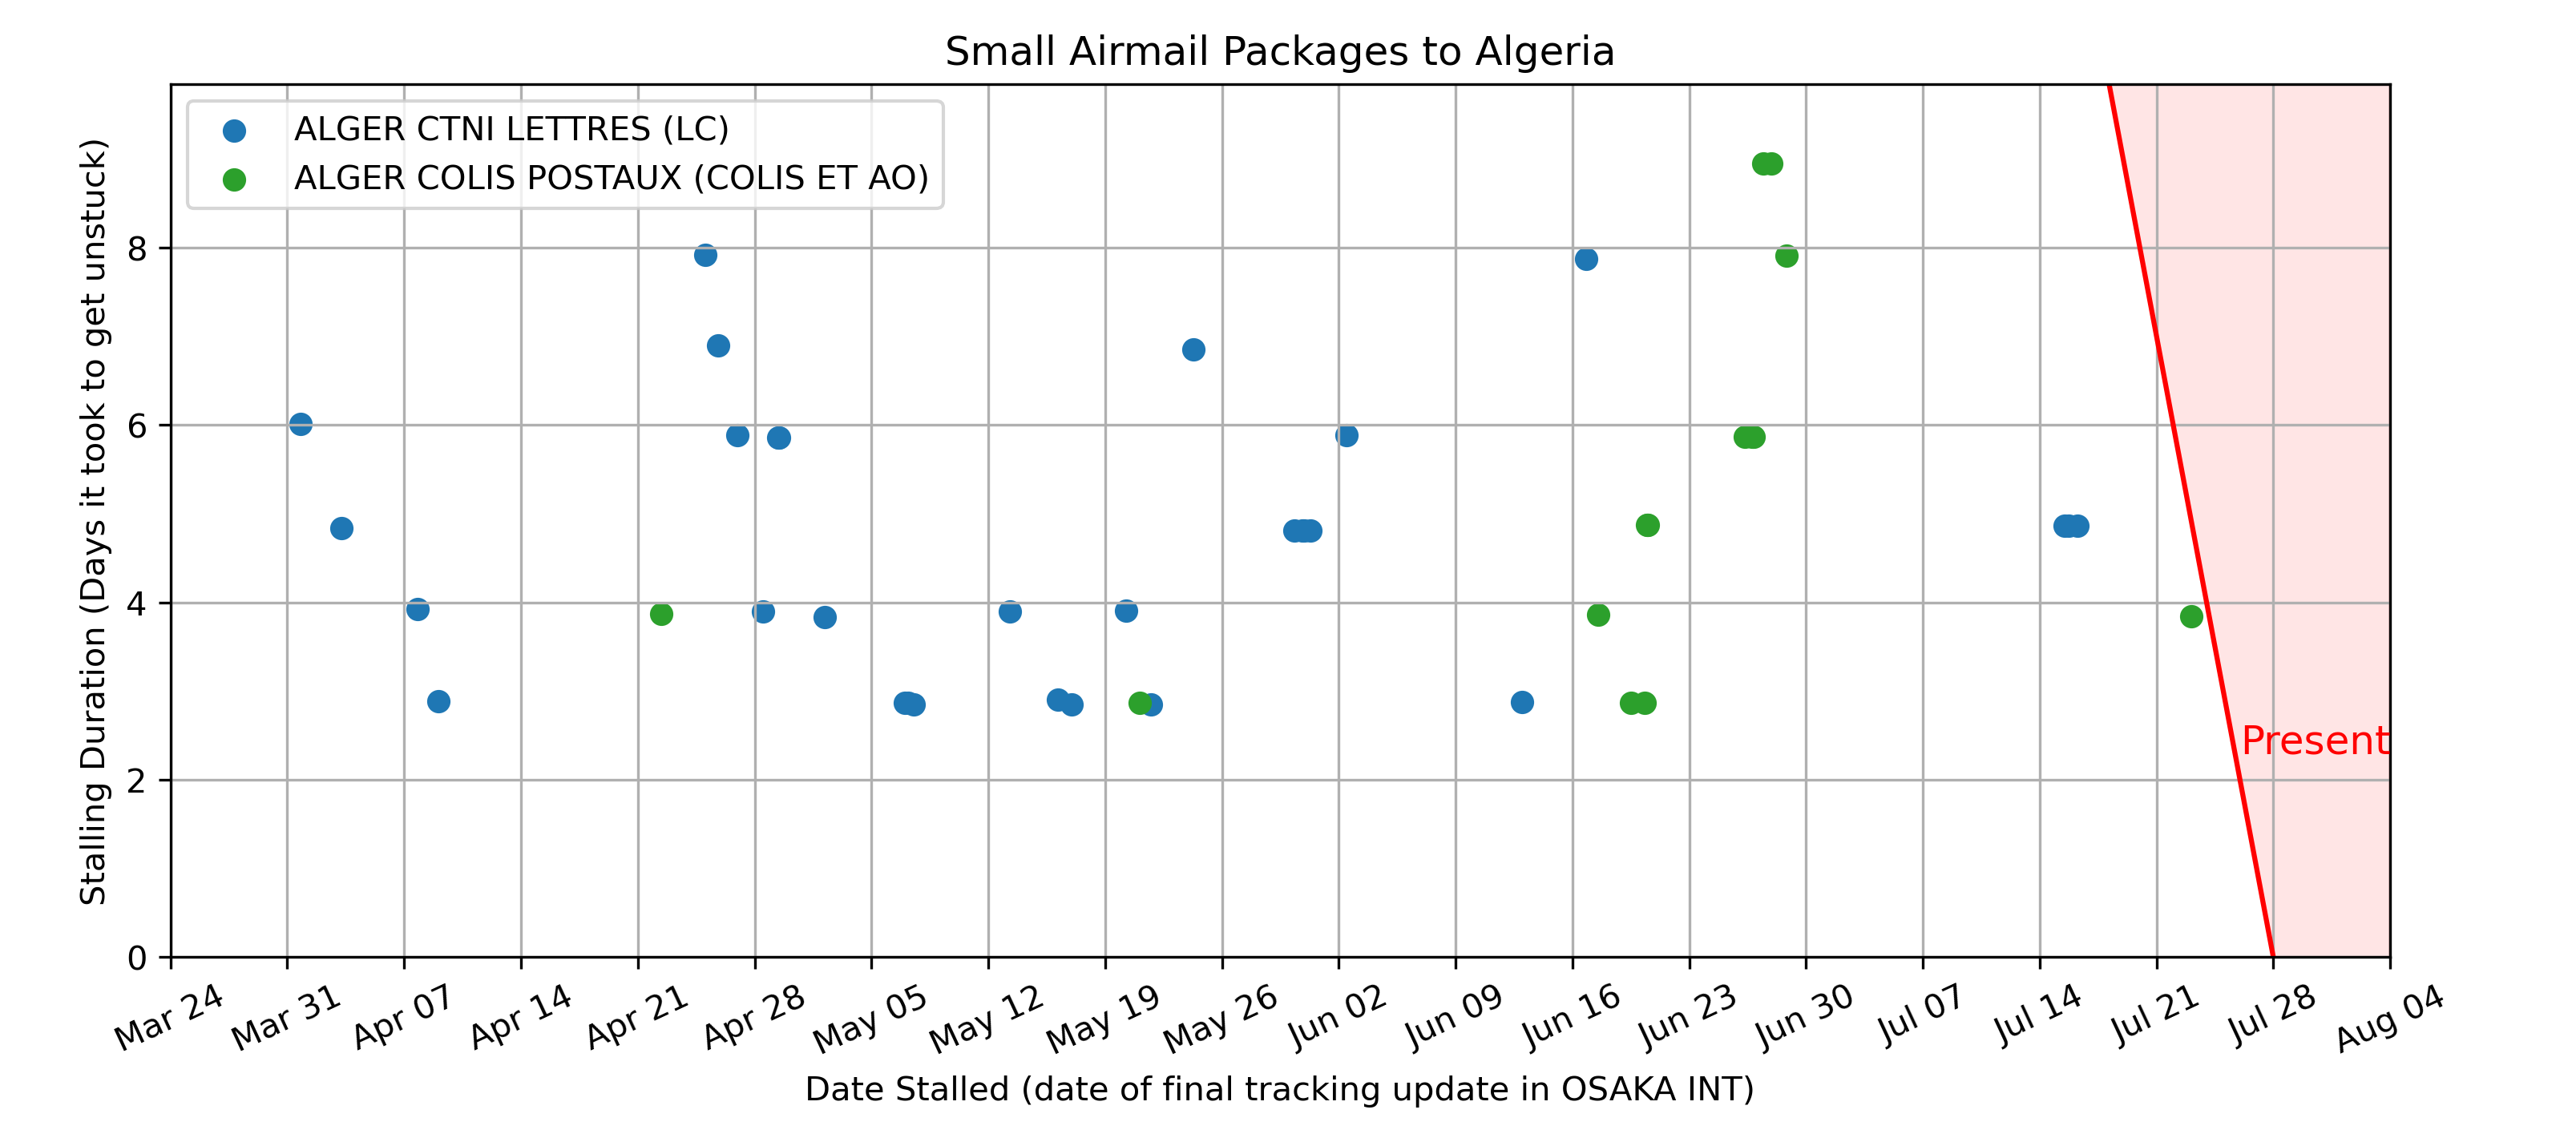 Small Airmail Packages to Algeria
ALGER CTNI LETTRES (LC)
ALGER COLIS POSTAUX (COLIS ET AO)
Stalling Duration (Days it took to get unstuck)
8
6
4
2
0
Present
Mar 24
Mar 31
Apr 07
Apr 14
Apr 21
Apr 28
May 05
May 12
May 19
May 26
Jun 02
Jun 09
Jun 16
Jun 23
Jun 30
Jul 07
Jul 14
Jul 21
Jul 28
Aug 04
Date Stalled (date of final tracking update in OSAKA INT)